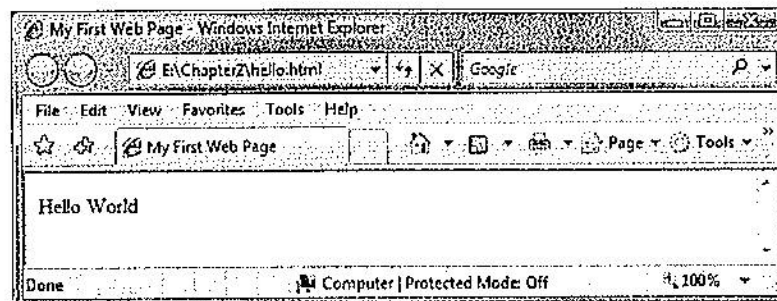 My First Web Page - Windows Internet Explorer
E:\Chapter2\hello.html Google
File Edit View Favorites Tools Help
My First Web Page Page Tools »
Hello World
Done Computer | Protected Mode: Off 100%